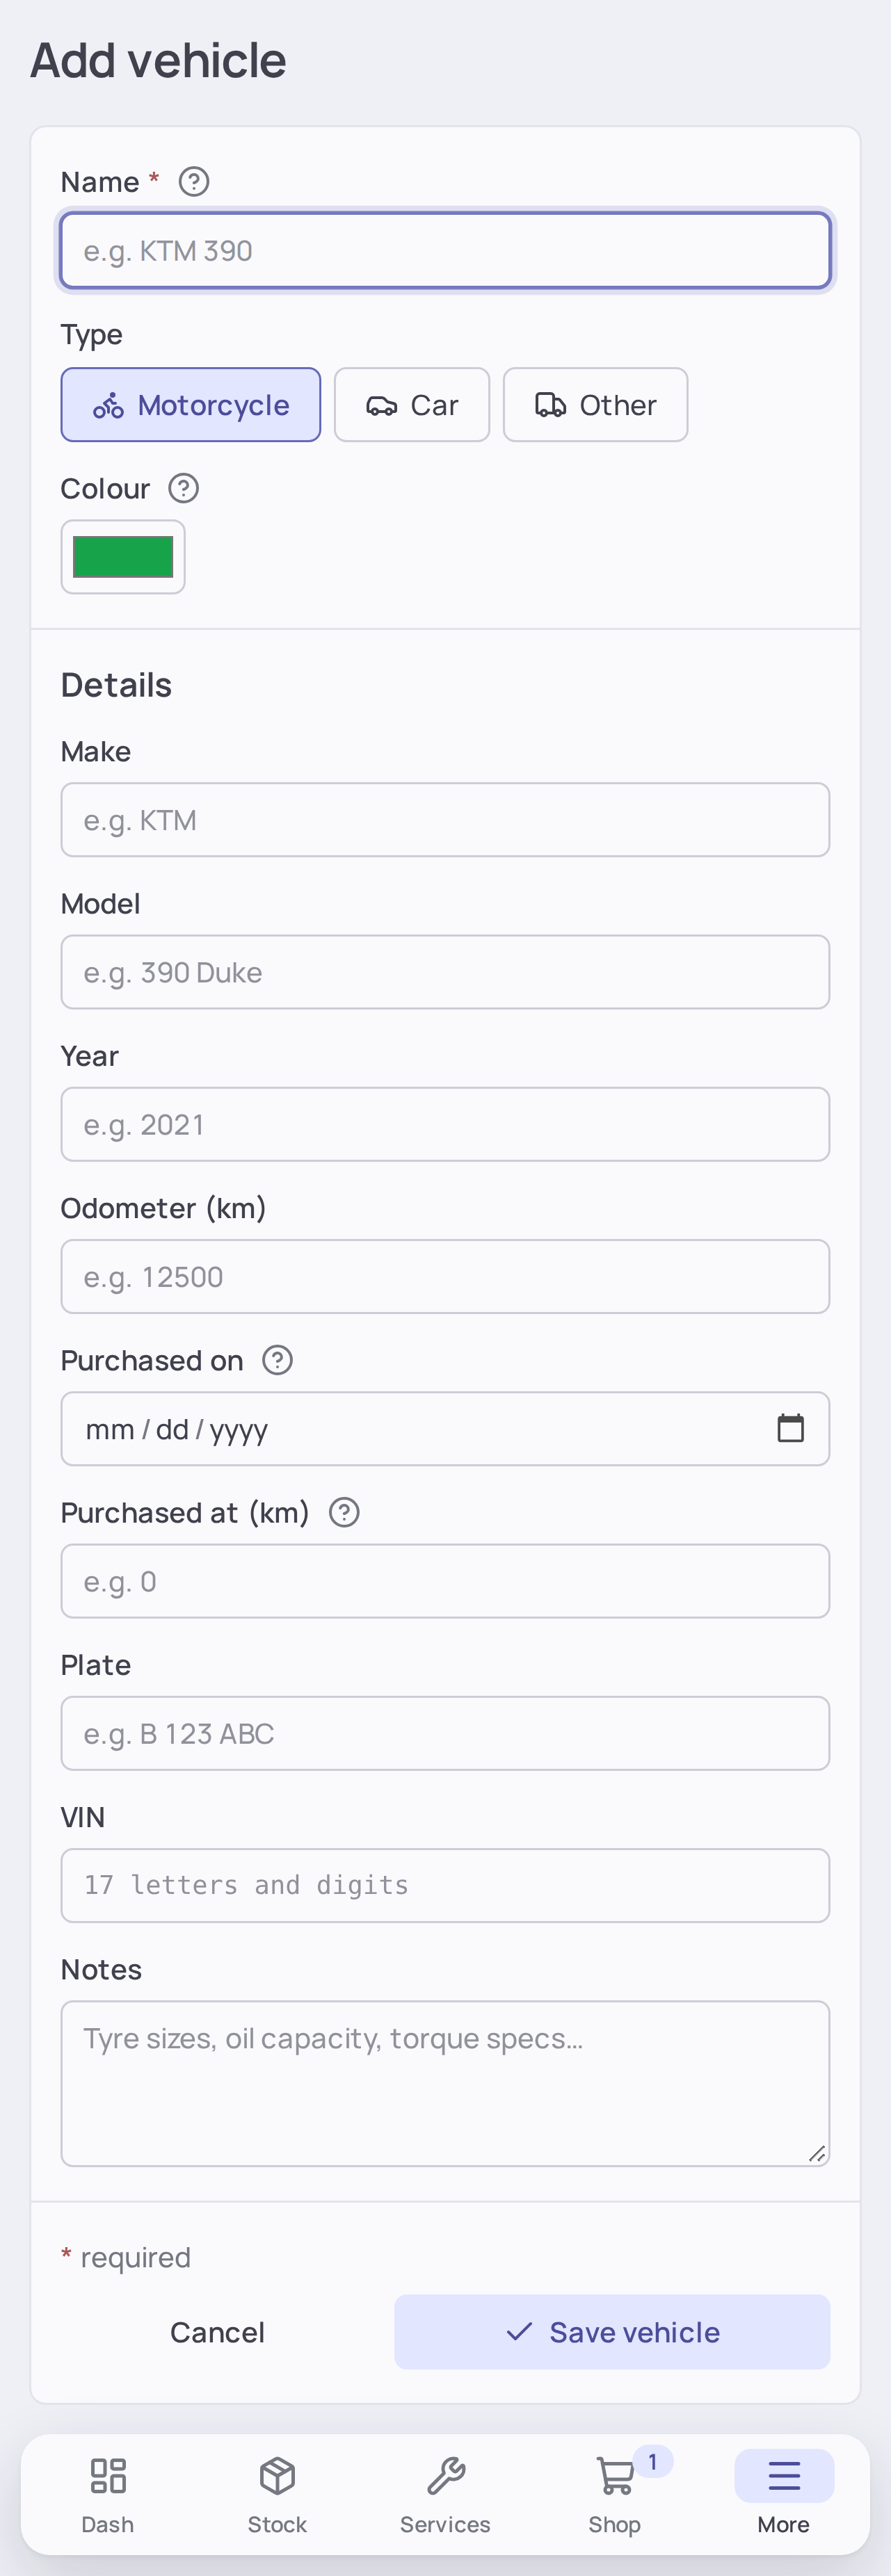 Add vehicle
Name *
e.g. KTM 390
Type
Motorcycle
Car
Other
Colour
Details
Make
e.g. KTM
Model
e.g. 390 Duke
Year
e.g. 2021
Odometer (km)
e.g. 12500
Purchased on
mm / dd / yyyy
Purchased at (km)
e.g. 0
Plate
e.g. B 123 ABC
VIN
17 letters and digits
Notes
Tyre sizes, oil capacity, torque specs...
* required
Cancel
Save vehicle
1
Dash
Stock
Services
Shop
More